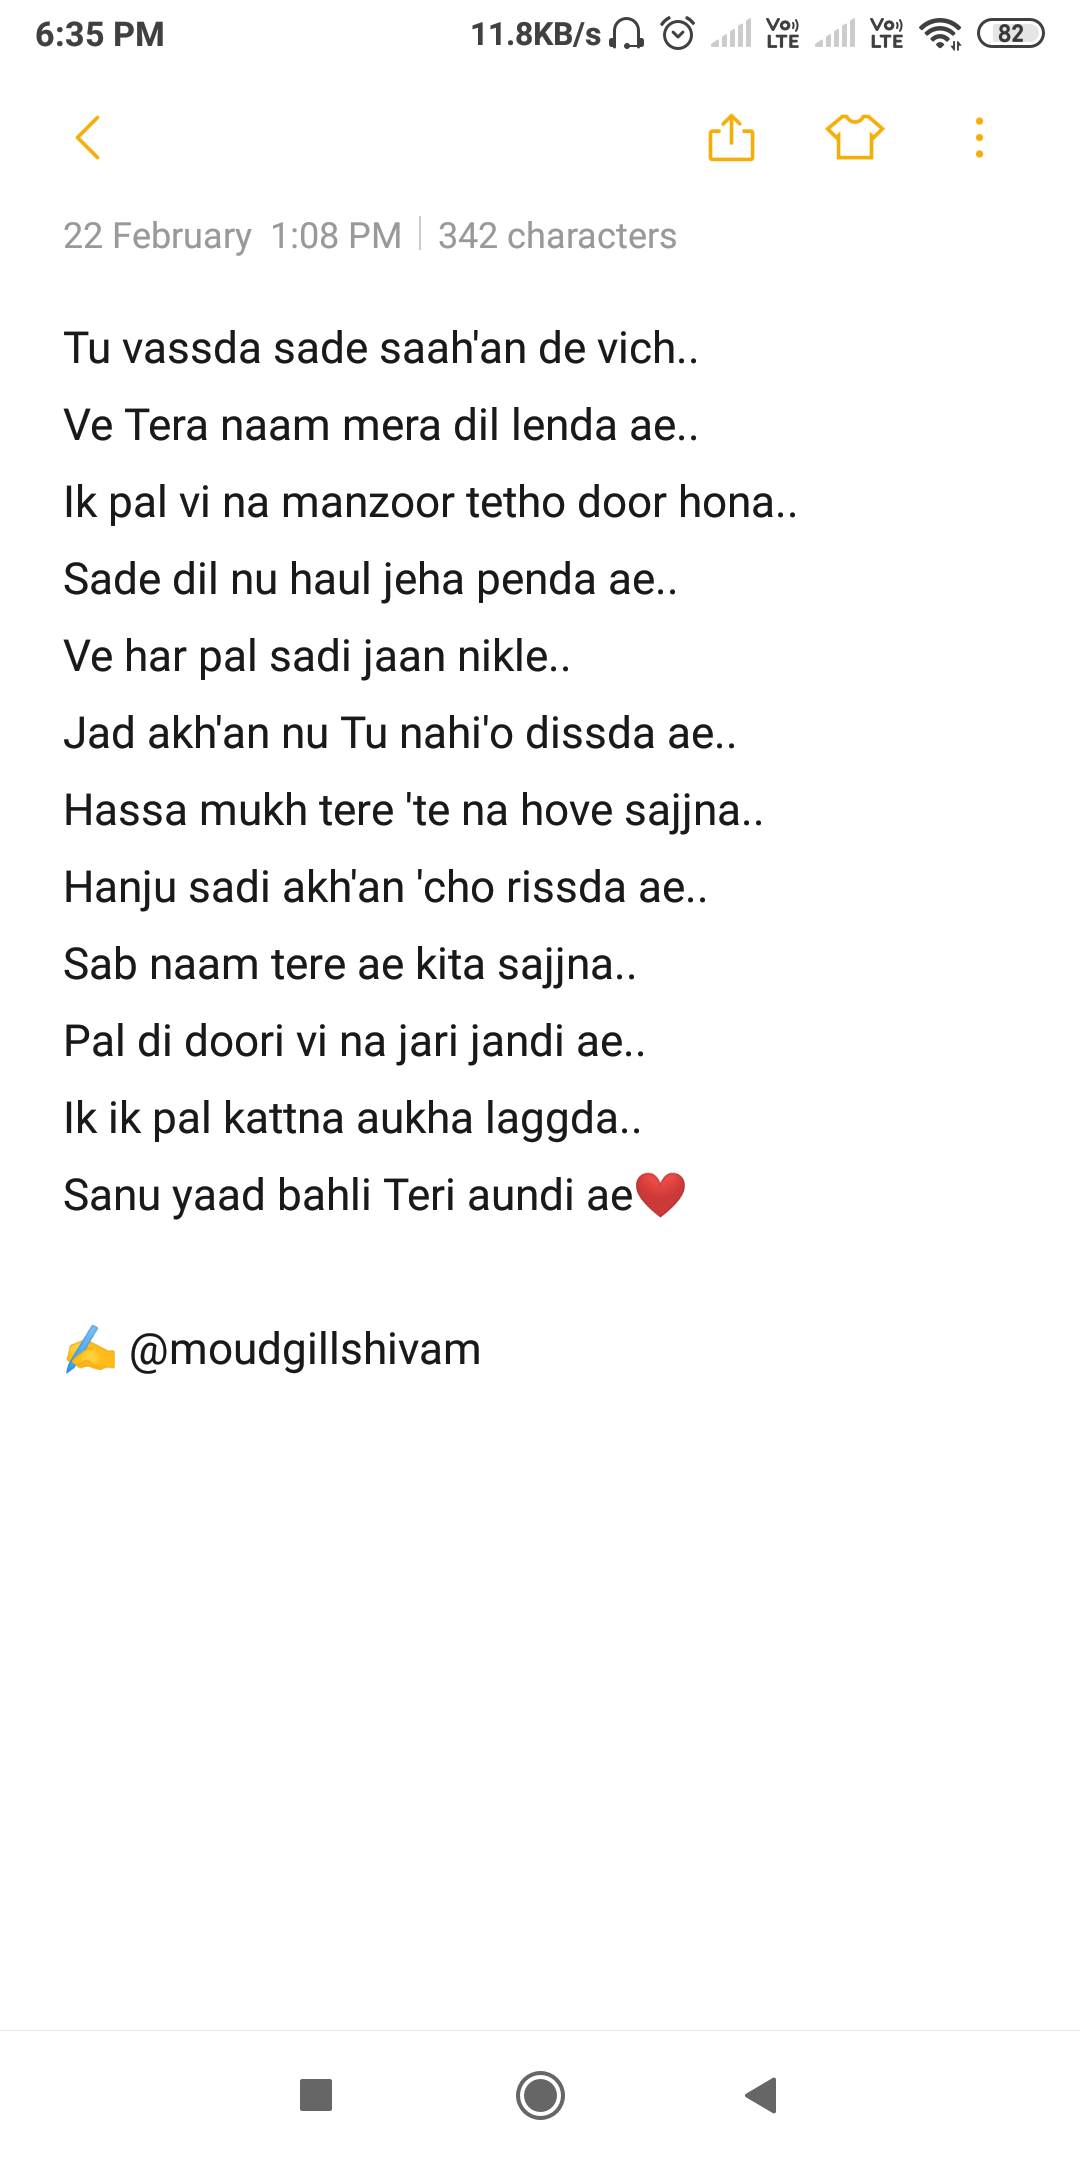 6:35 PM 11.8KB/s Vo)) LTE Vo)) LTE 82
22 February 1:08 PM | 342 characters
Tu vassda sade saah'an de vich..
Ve Tera naam mera dil lenda ae..
Ik pal vi na manzoor tetho door hona..
Sade dil nu haul jeha penda ae..
Ve har pal sadi jaan nikle..
Jad akh'an nu Tu nahi'o dissda ae..
Hassa mukh tere 'te na hove sajjna..
Hanju sadi akh'an 'cho rissda ae..
Sab naam tere ae kita sajjna..
Pal di doori vi na jari jandi ae..
Ik ik pal kattna aukha laggda..
Sanu yaad bahli Teri aundi ae❤️
✍️ @moudgillshivam